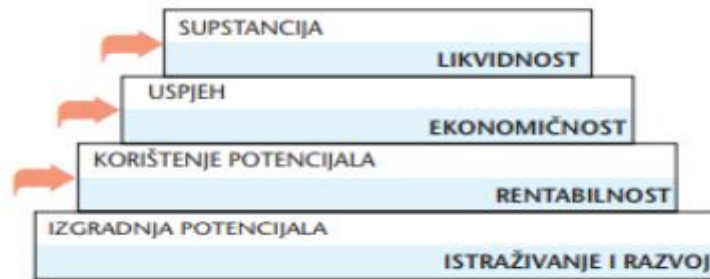 SUPSTANCIJA
LIKVIDNOST
USPJEH
EKONOMIČNOST
KORIŠTENJE POTENCIJALA
RENTABILNOST
IZGRADNJA POTENCIJALA
ISTRAŽIVANJE I RAZVOJ